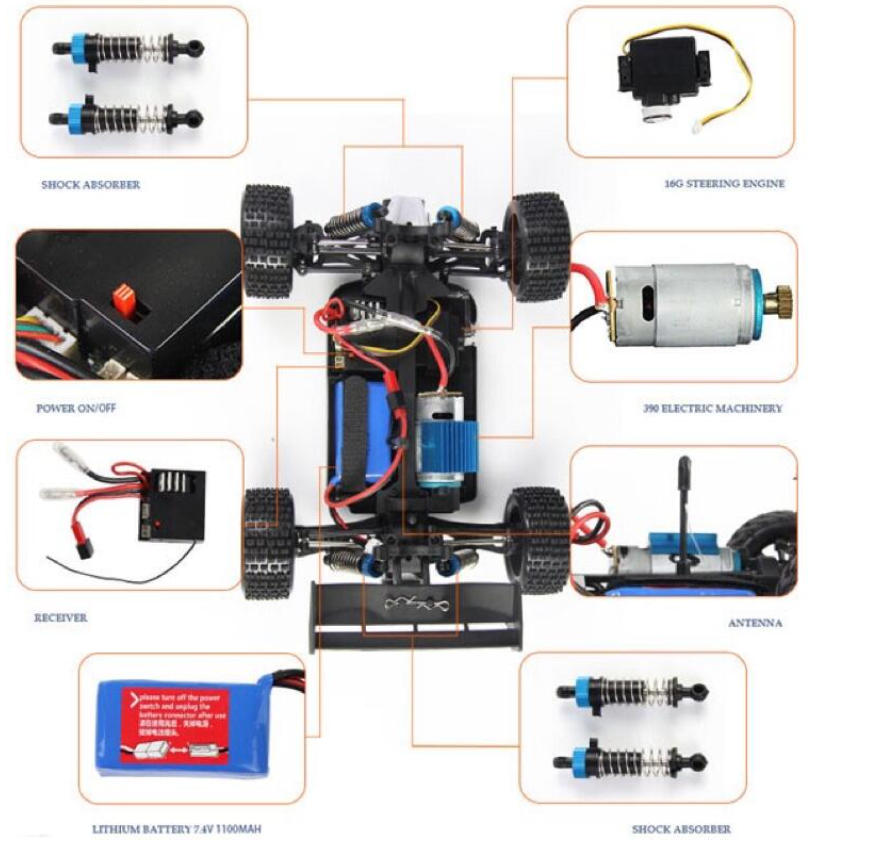 SHOCK ABSORBER
16G STEERING ENGINE
POWER ON/OFF
390 ELECTRIC MACHINERY
RECEIVER
ANTENNA
please turn off the power
switch and unplug the
battery connector after use
LITHIUM BATTERY 7.4V 1100MAH
SHOCK ABSORBER